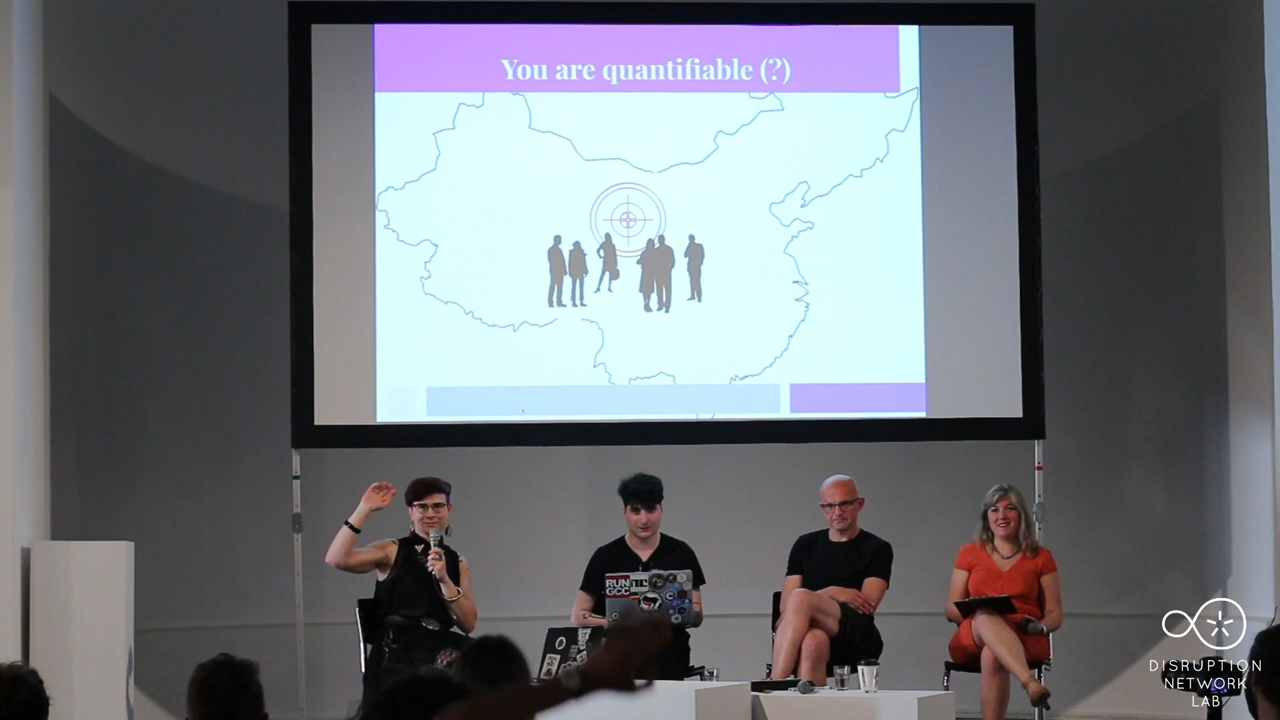 You are quantifiable (?)
RUN
GCC
DISRUPTION
NETWORK
LAB